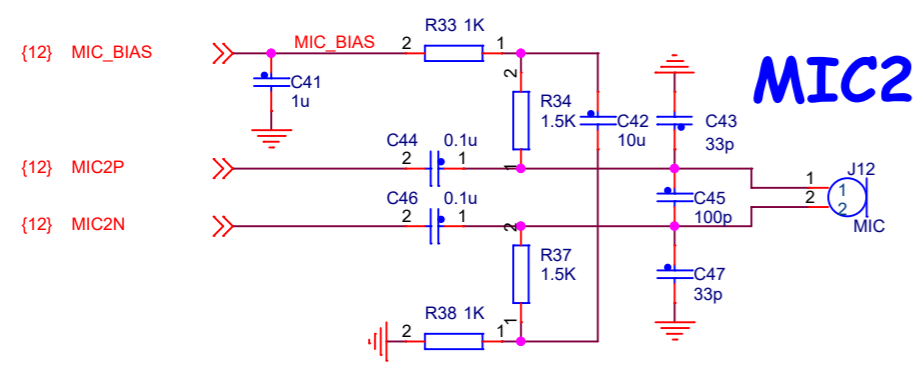 R33 1K
{12} MIC_BIAS
MIC_BIAS
2
1
MIC2
C41
1u
2
R34
1.5K
C42
10u
C43
33p
C44
0.1u
{12} MIC2P
2
1
1
J12
1
1
2
2
MIC
C46
0.1u
C45
100p
{12} MIC2N
2
1
2
R37
1.5K
C47
33p
R38 1K
2
1
1